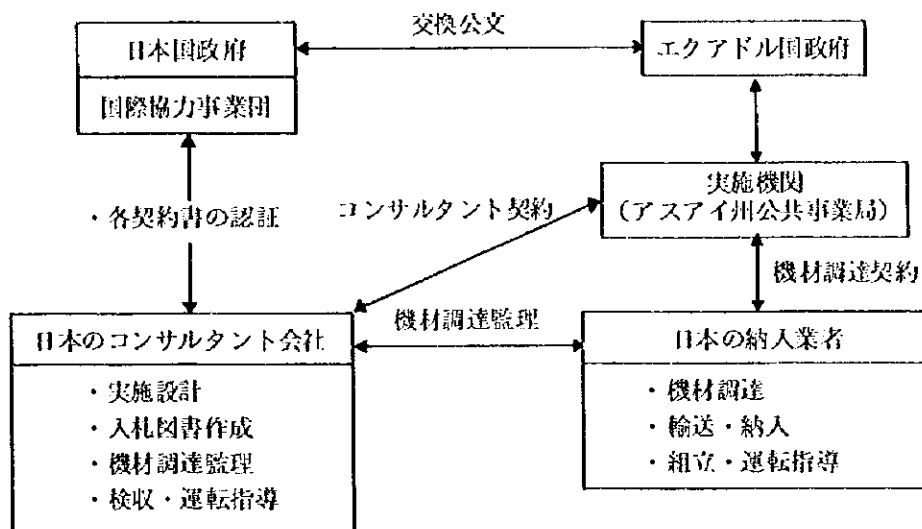 交換公文
日本国政府
エクアドル国政府
国際協力事業団
実施機関
（アスアイ州公共事業局）
・各契約書の認証
コンサルタント契約
機材調達契約
日本のコンサルタント会社
機材調達監理
日本の納入業者
・実施設計
・入札図書作成
・機材調達監理
・検収・運転指導
・機材調達
・輸送・納入
・組立・運転指導